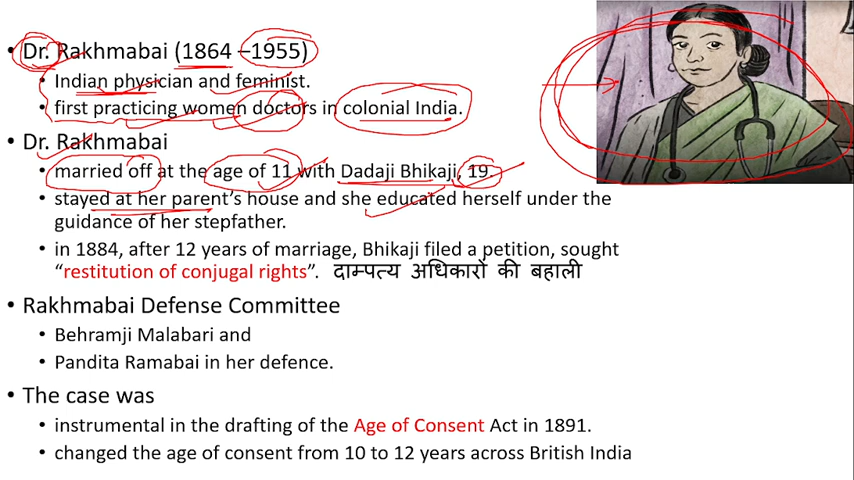 • Dr. Rakhmabai (1864 –1955)
• Indian physician and feminist.
• first practicing women doctors in colonial India.
• Dr. Rakhmabai
• married off at the age of 11 with Dadaji Bhikaji, 19.
• stayed at her parent's house and she educated herself under the
guidance of her stepfather.
• in 1884, after 12 years of marriage, Bhikaji filed a petition, sought
“restitution of conjugal rights”. दाम्पत्य अधिकारों की बहाली
• Rakhmabai Defense Committee
• Behramji Malabari and
• Pandita Ramabai in her defence.
• The case was
• instrumental in the drafting of the Age of Consent Act in 1891.
• changed the age of consent from 10 to 12 years across British India